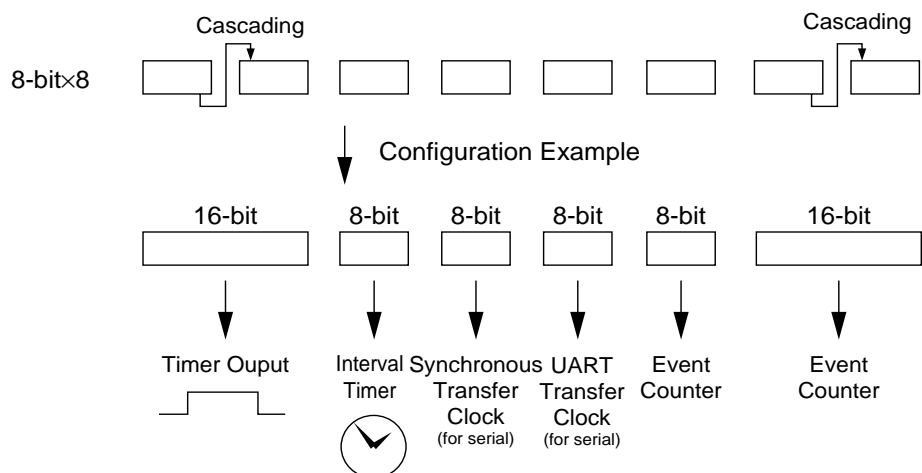 Cascading
Cascading
8-bit×8
Configuration Example
16-bit
8-bit
8-bit
8-bit
8-bit
16-bit
Timer Ouput
Interval
Timer
Synchronous
Transfer
Clock
(for serial)
UART
Transfer
Clock
(for serial)
Event
Counter
Event
Counter